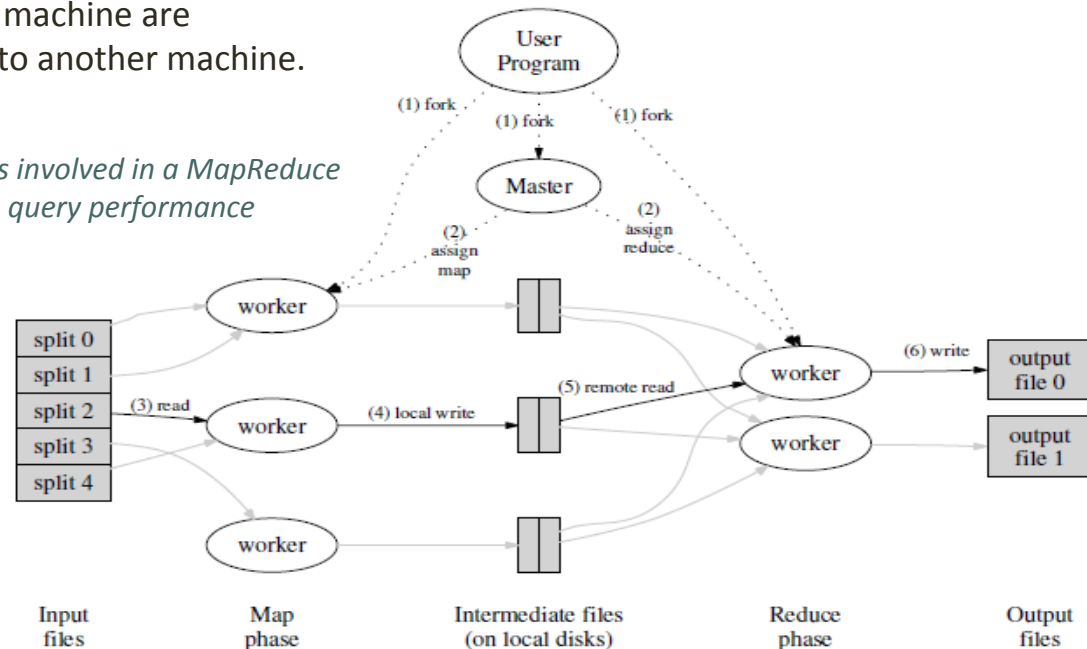 machine are
to another machine.
s involved in a MapReduce
query performance
User
Program
(1) fork
(1) fork
(1) fork
Master
(2)
assign
map
(2)
assign
reduce
worker
split 0
split 1
split 2
split 3
split 4
(3) read
worker
(4) local write
(5) remote read
worker
(6) write
output
file 0
worker
output
file 1
worker
Input
files
Map
phase
Intermediate files
(on local disks)
Reduce
phase
Output
files